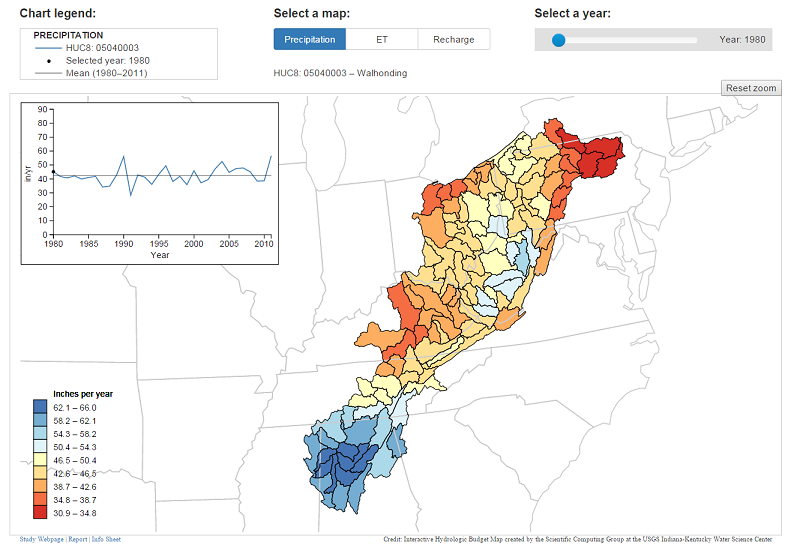 Chart legend:
Select a map:
Select a year:
PRECIPITATION
HUC8: 05040003
Selected year: 1980
Mean (1980–2011)
Precipitation
ET
Recharge
Year: 1980
HUC8: 05040003 – Walhonding
Reset zoom
in/yr
90
80
70
60
50
40
30
20
10
0
1980 1985 1990 1995 2000 2005 2010
Year
Inches per year
62.1 – 66.0
58.2 – 62.1
54.3 – 58.2
50.4 – 54.3
46.5 – 50.4
42.6 – 46.5
38.7 – 42.6
34.8 – 38.7
30.9 – 34.8
Study Webpage | Report | Info Sheet
Credit: Interactive Hydrologic Budget Map created by the Scientific Computing Group at the USGS Indiana-Kentucky Water Science Center